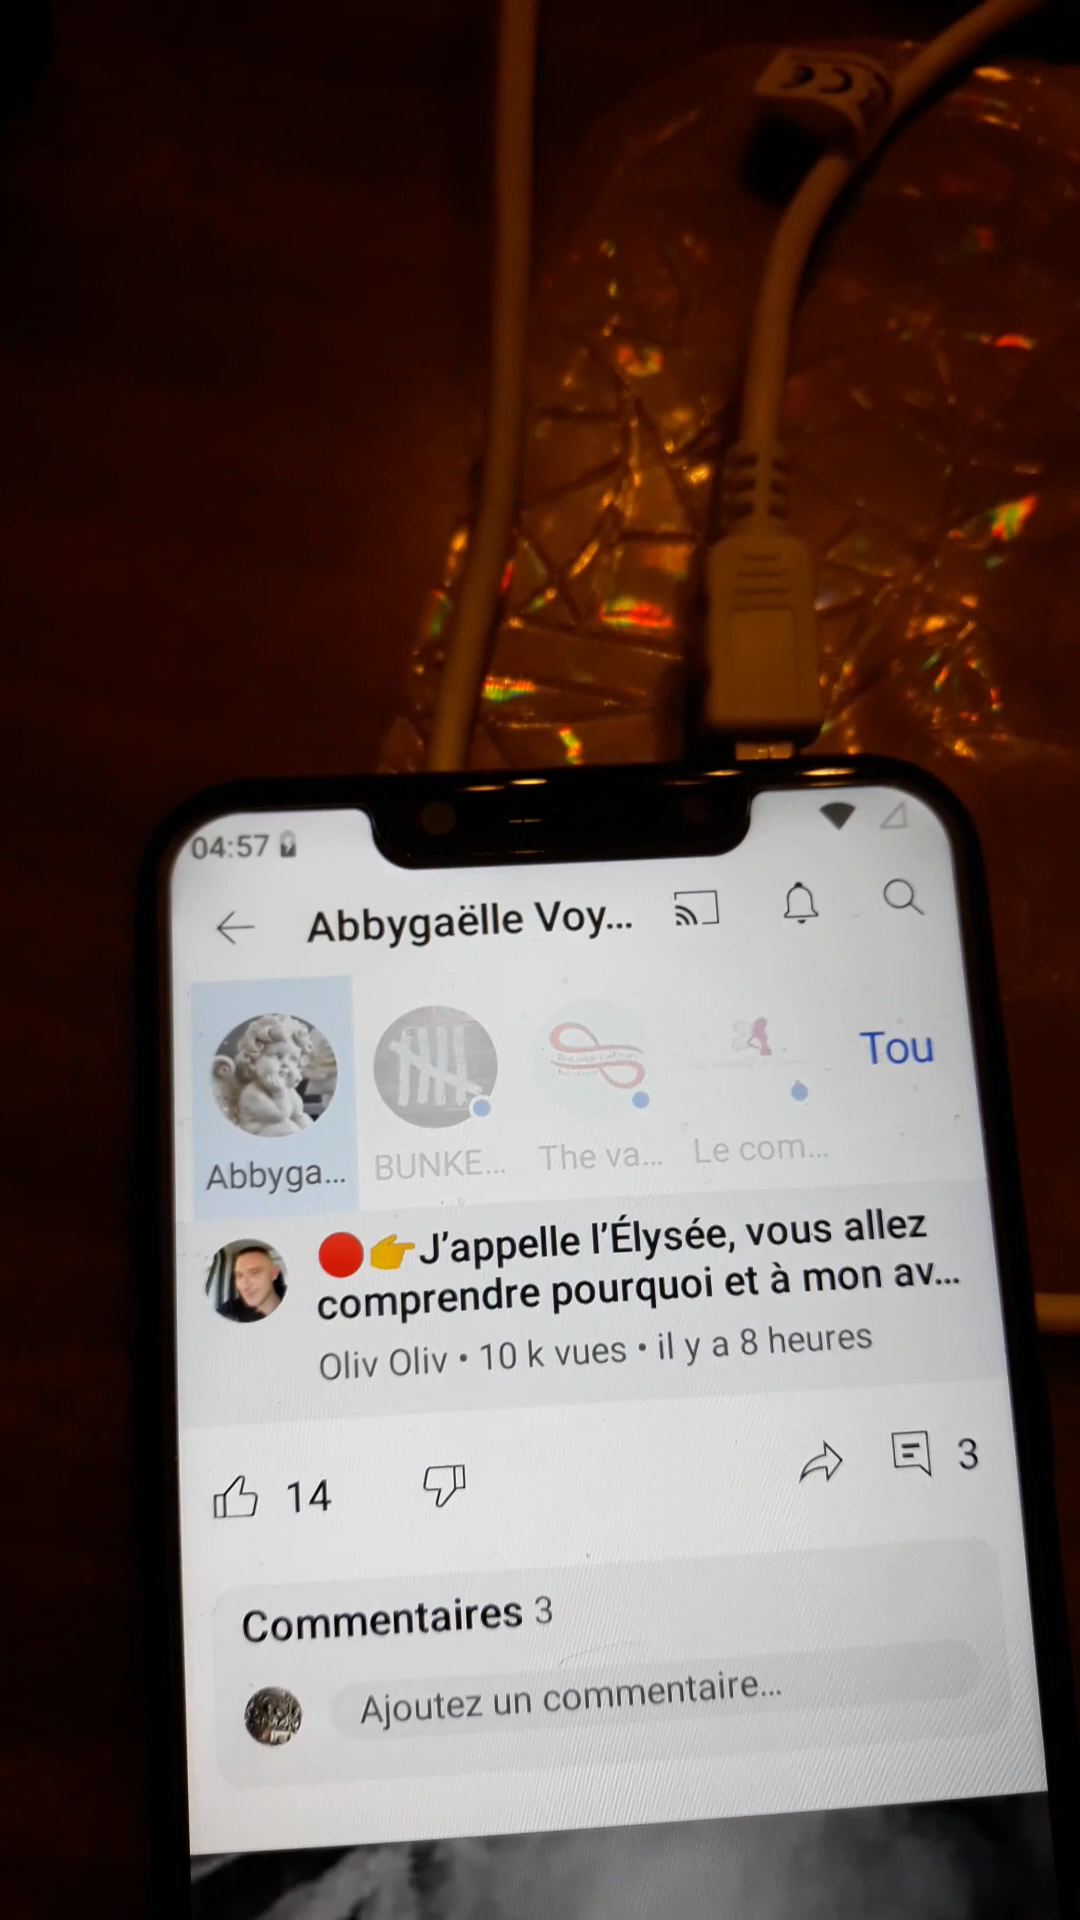 CE
04:57
Abbygaëlle Voy...
Tou
Abbyga...
BUNKE...
The va...
Le com...
🔴👉J'appelle l'Élysée, vous allez
comprendre pourquoi et à mon av...
Oliv Oliv • 10 k vues • il y a 8 heures
14
3
Commentaires 3
Ajoutez un commentaire...